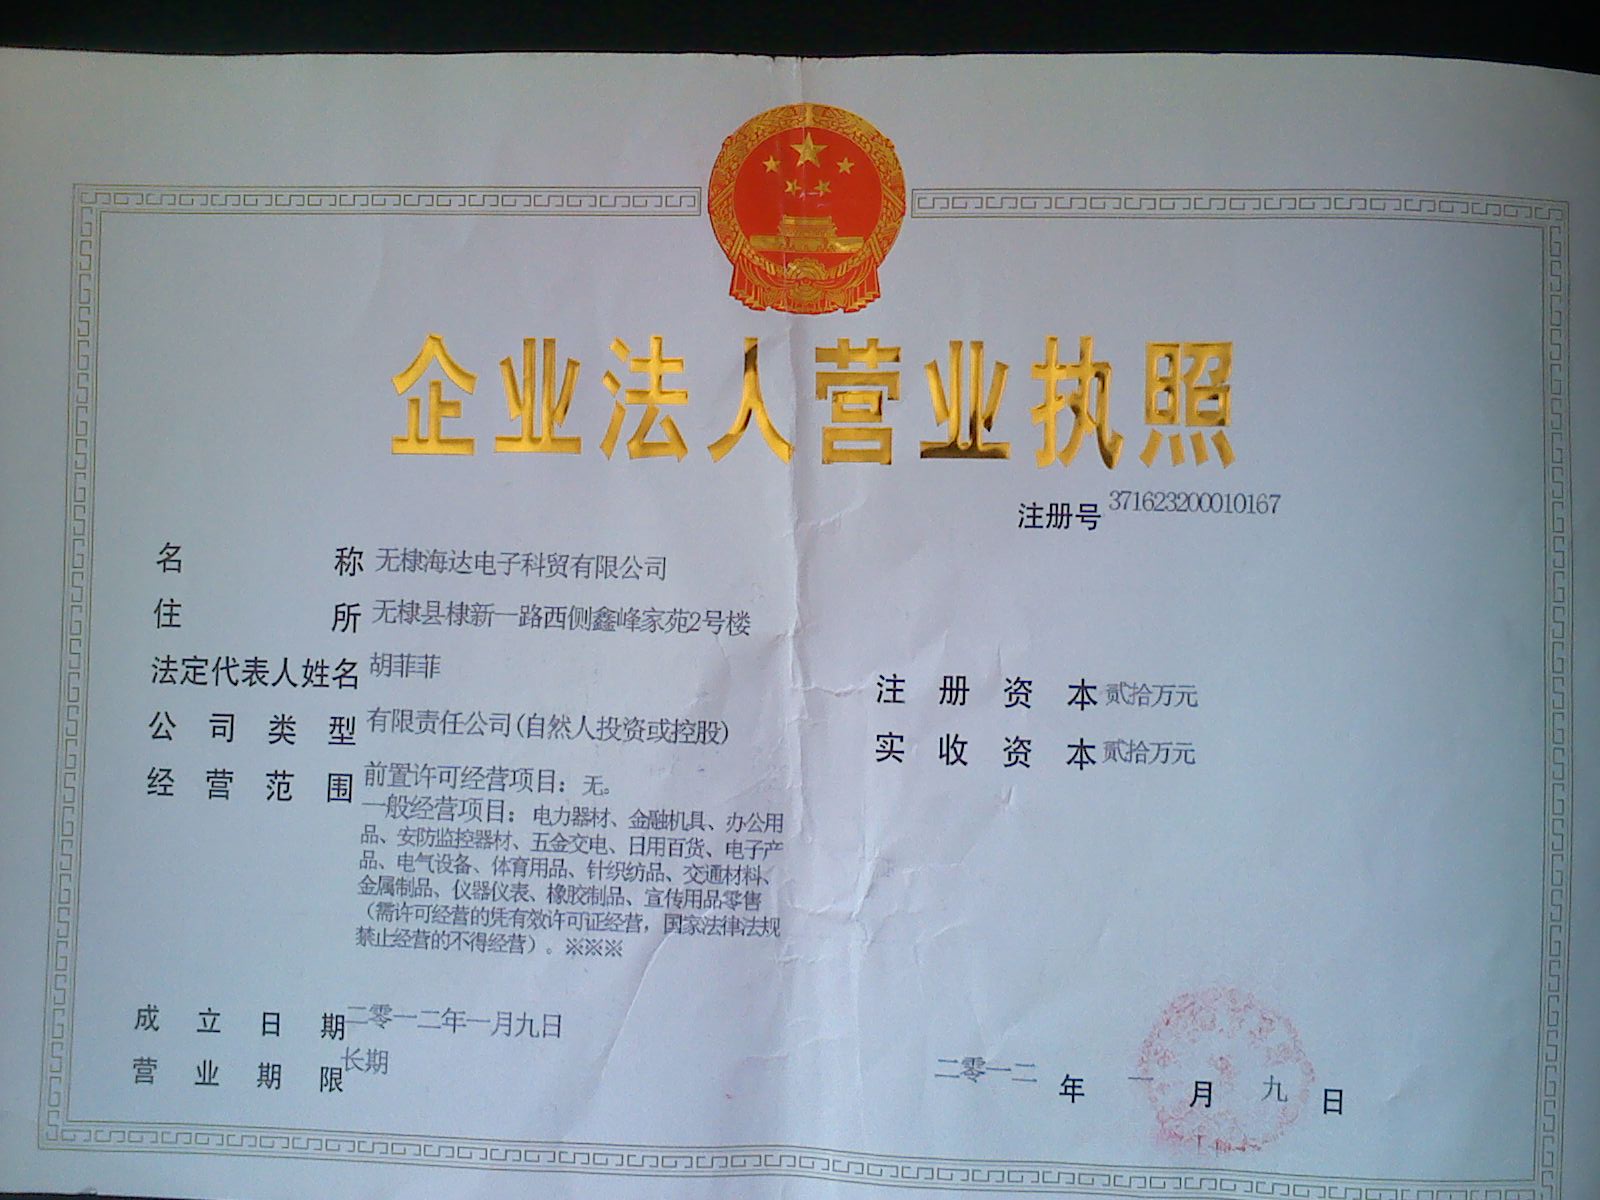 企业法人营业执照
注册号 371623200010167
名称 无棣海达电子科贸有限公司
住所 无棣县棣新一路西侧鑫峰家苑2号楼
法定代表人姓名 胡菲菲
注册资本 贰拾万元
公司类型 有限责任公司(自然人投资或控股)
实收资本 贰拾万元
经营范围 前置许可经营项目：无。
一般经营项目：电力器材、金融机具、办公用
品、安防监控器材、五金交电、日用百货、电子产
品、电气设备、体育用品、针织纺品、交通材料、
金属制品、仪器仪表、橡胶制品、宣传用品零售
（需许可经营的凭有效许可证经营，国家法律法规
禁止经营的不得经营）。※※※
成立日期 二零一二年一月九日
营业期限 长期
二零一二 年 一 月 九 日